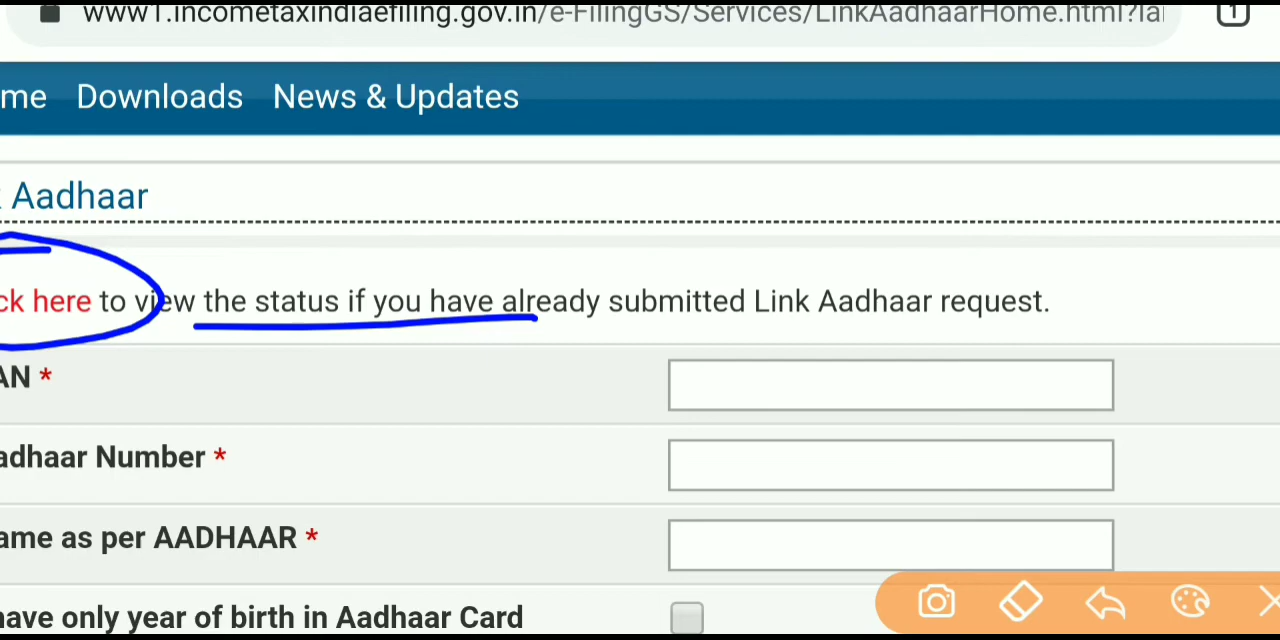 www1.incometaxindiaefiling.gov.in/e-FilingGS/Services/LinkAadhaarHome.html?la
1
me Downloads News & Updates
Aadhaar
ck here to view the status if you have already submitted Link Aadhaar request.
AN *
adhaar Number *
ame as per AADHAAR *
have only year of birth in Aadhaar Card